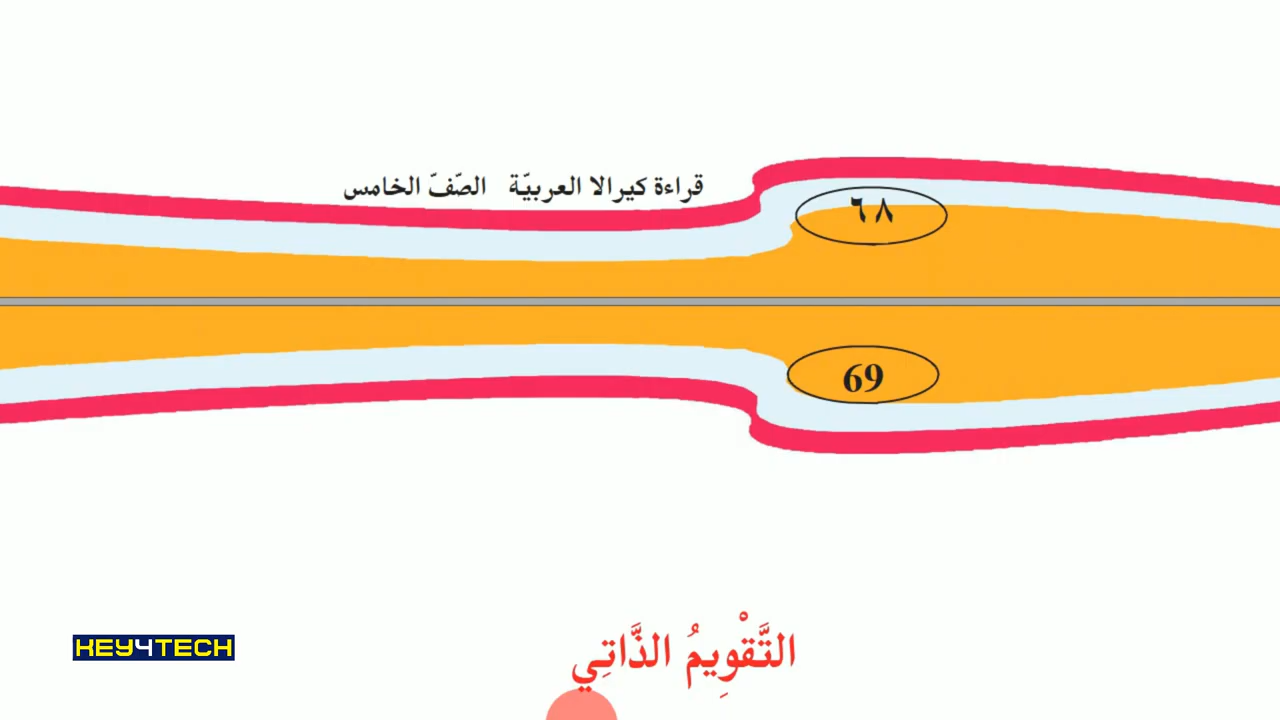 قراءة كيرالا العربيّة الصّفّ الخامس
٦٨
69
KEY4TECH
التَّقْوِيمُ الذَّاتِي